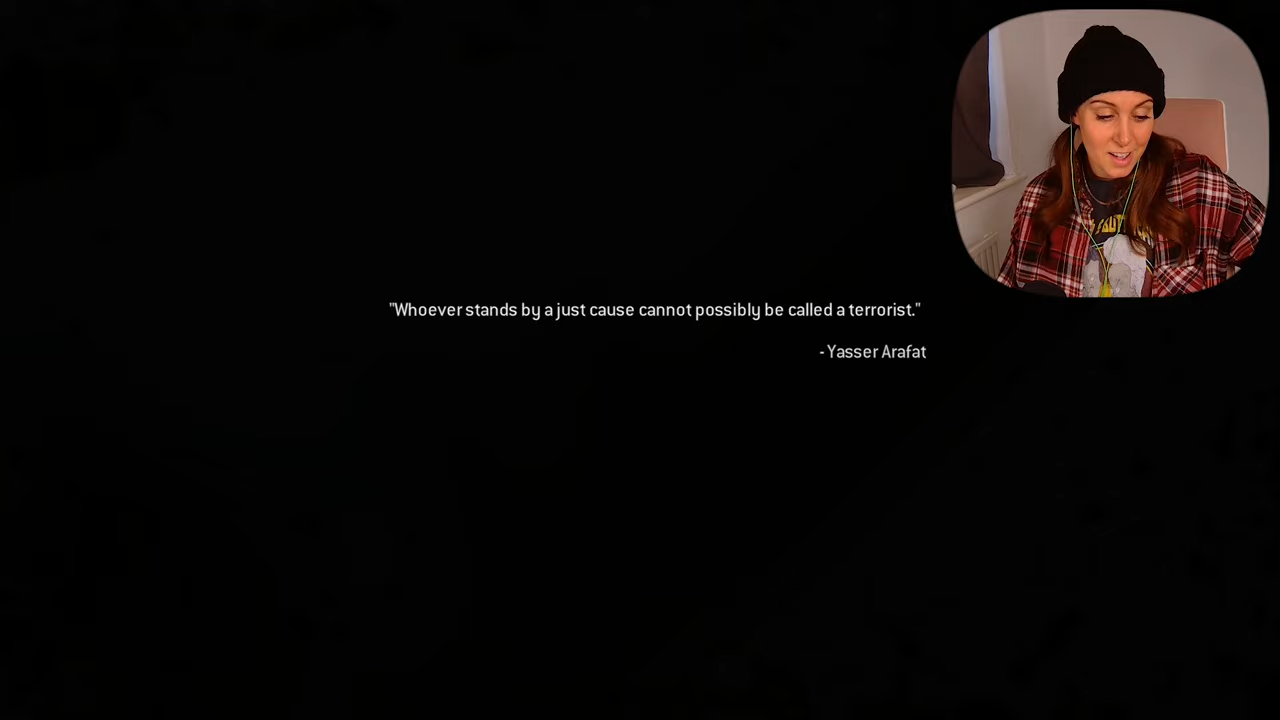 "Whoever stands by a just cause cannot possibly be called a terrorist."
- Yasser Arafat